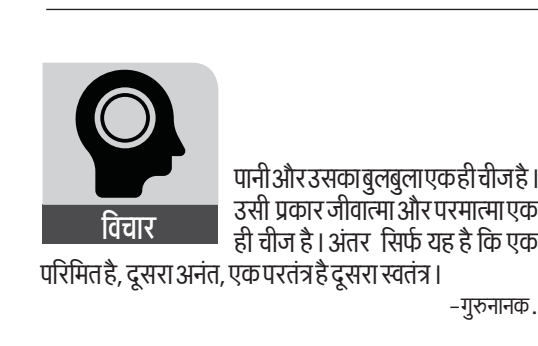 विचार
पानी और उसका बुलबुला एक ही चीज है।
उसी प्रकार जीवात्मा और परमात्मा एक
ही चीज है। अंतर सिर्फ यह है कि एक
परिमित है, दूसरा अनंत, एक परतंत्र है दूसरा स्वतंत्र।
-गुरुनानक.